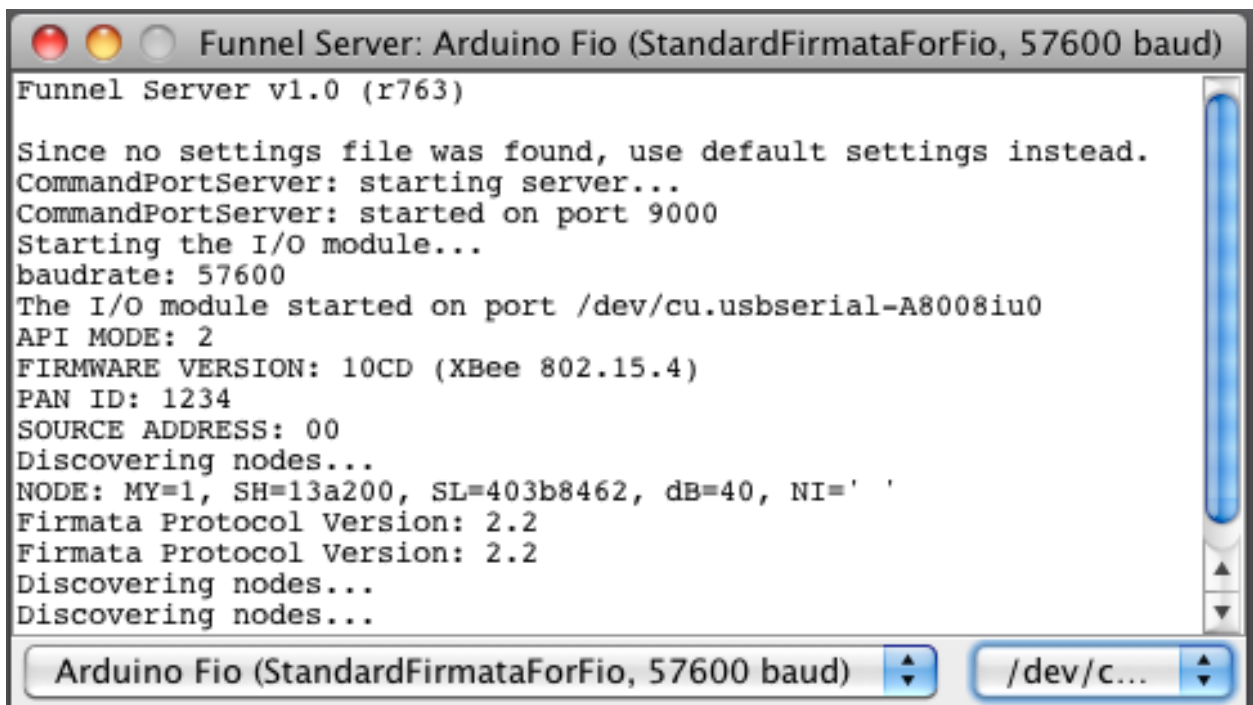 Funnel Server: Arduino Fio (StandardFirmataForFio, 57600 baud)
Funnel Server v1.0 (r763)
Since no settings file was found, use default settings instead.
CommandPortServer: starting server...
CommandPortServer: started on port 9000
Starting the I/O module...
baudrate: 57600
The I/O module started on port /dev/cu.usbserial-A8008iu0
API MODE: 2
FIRMWARE VERSION: 10CD (XBee 802.15.4)
PAN ID: 1234
SOURCE ADDRESS: 00
Discovering nodes...
NODE: MY=1, SH=13a200, SL=403b8462, dB=40, NI=' '
Firmata Protocol Version: 2.2
Firmata Protocol Version: 2.2
Discovering nodes...
Discovering nodes...
Arduino Fio (StandardFirmataForFio, 57600 baud)
/dev/c...